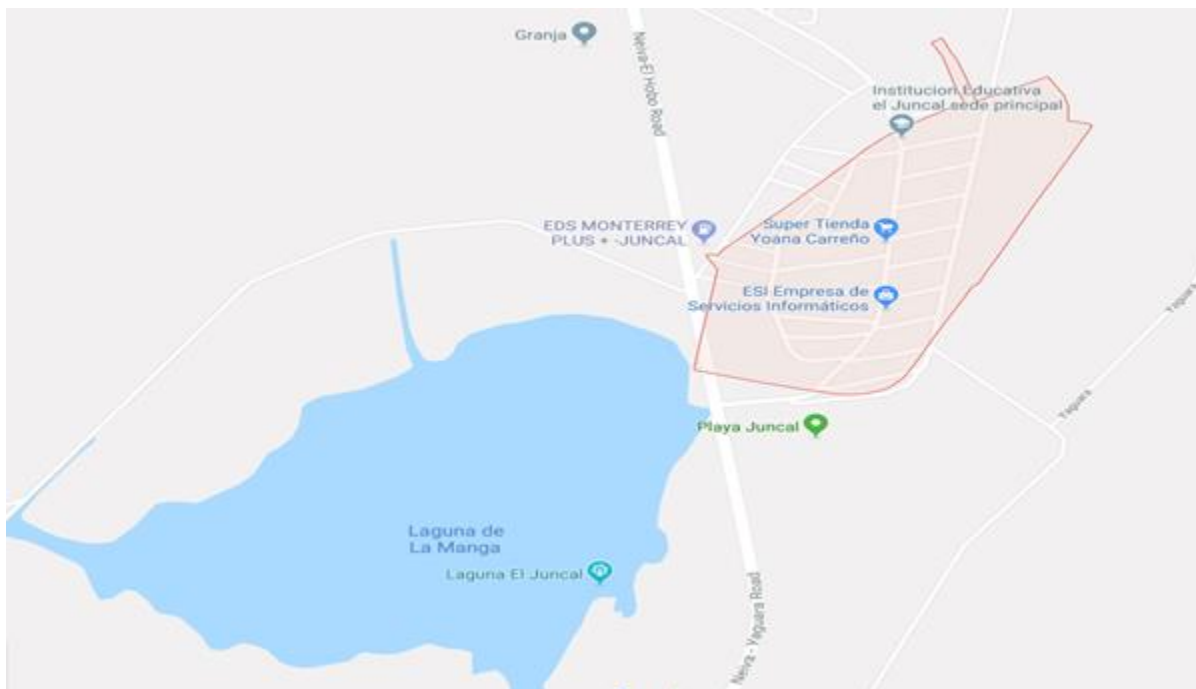 Granja
Neiva-El Hobo Road
Institucion Educativa
el Juncal sede principal
EDS MONTERREY
PLUS + -JUNCAL
Super Tienda
Yoana Carreño
ESI Empresa de
Servicios Informáticos
Yaguara
Yaguara
Playa Juncal
Laguna de
La Manga
Laguna El Juncal
Neiva - Yaguara Road